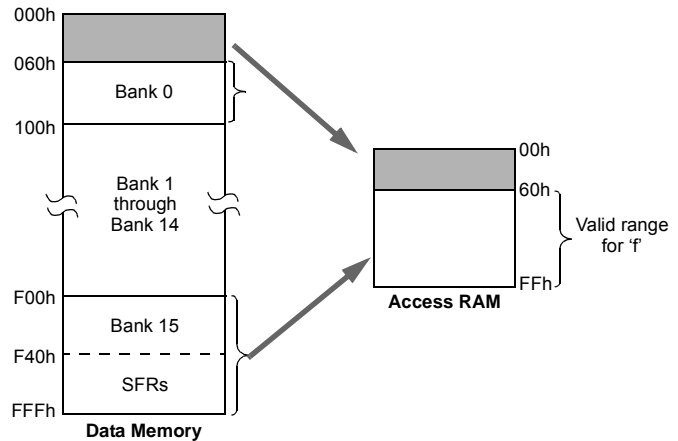 000h
060h
Bank 0
100h
Bank 1
through
Bank 14
F00h
Bank 15
F40h
SFRs
FFFh
Data Memory
00h
60h
Valid range
for ‘f’
FFh
Access RAM